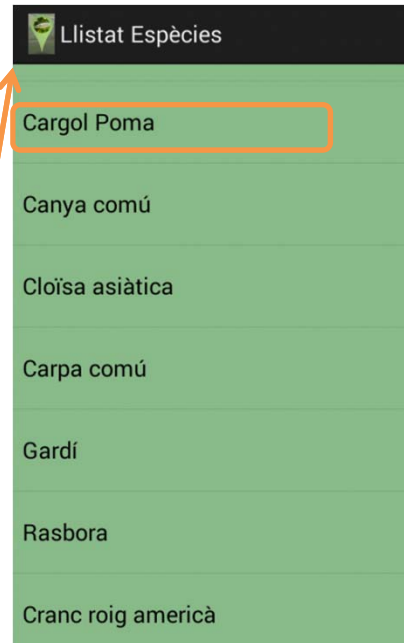 Llistat Espècies
Cargol Poma
Canya comú
Cloïsa asiàtica
Carpa comú
Gardí
Rasbora
Cranc roig americà